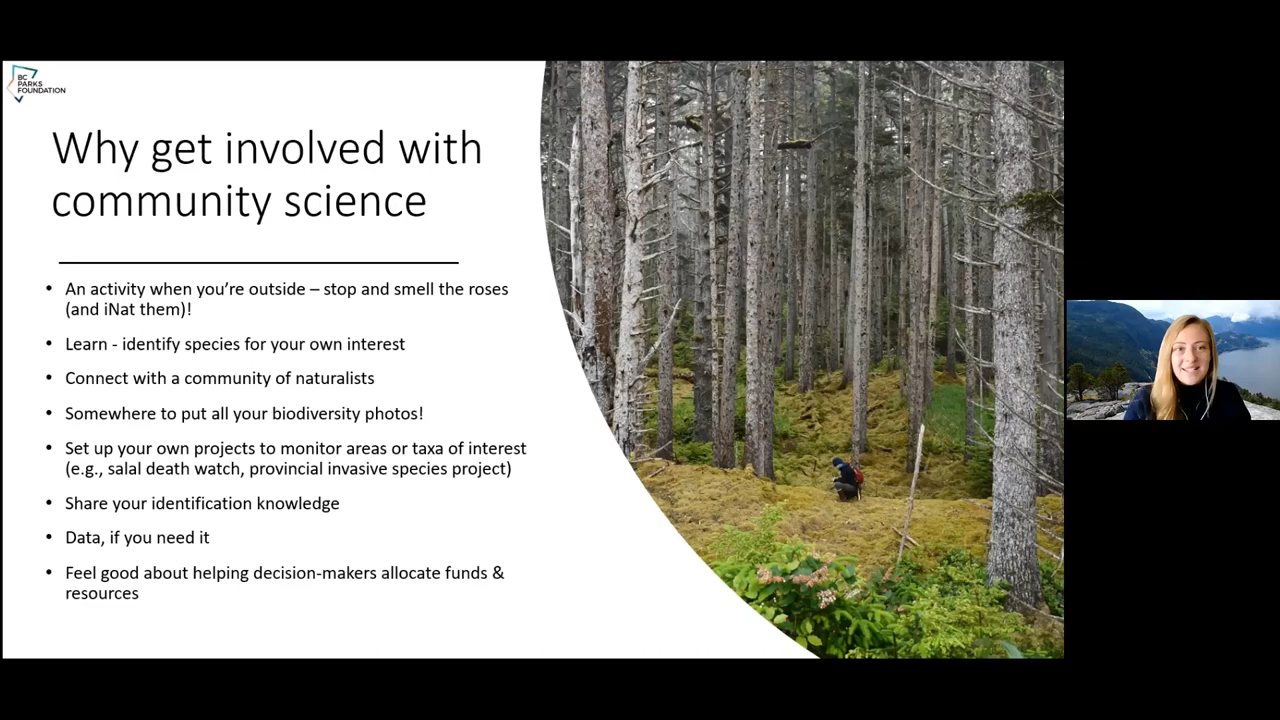 BC
PARKS
FOUNDATION
Why get involved with
community science
• An activity when you’re outside – stop and smell the roses
(and iNat them)!
• Learn - identify species for your own interest
• Connect with a community of naturalists
• Somewhere to put all your biodiversity photos!
• Set up your own projects to monitor areas or taxa of interest
(e.g., salal death watch, provincial invasive species project)
• Share your identification knowledge
• Data, if you need it
• Feel good about helping decision-makers allocate funds &
resources